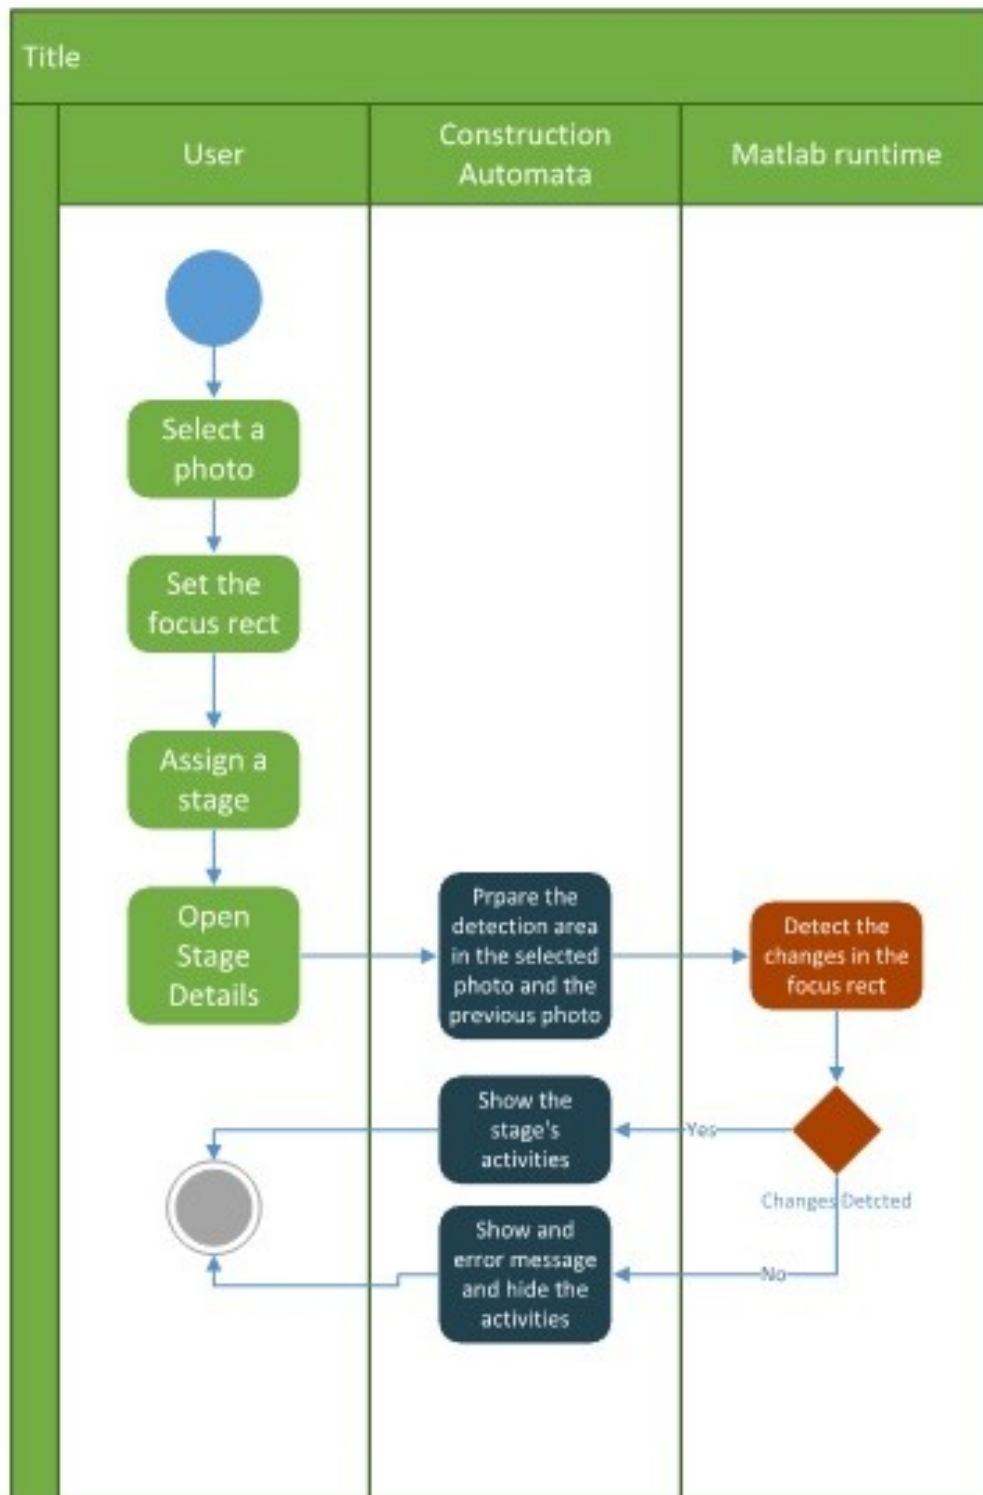 Title
User
Construction
Automata
Matlab runtime
Select a
photo
Set the
focus rect
Assign a
stage
Open
Stage
Details
Prpare the
detection area
in the selected
photo and the
previous photo
Detect the
changes in the
focus rect
Show the
stage's
activities
Yes
Changes Detcted
Show and
error message
and hide the
activities
No